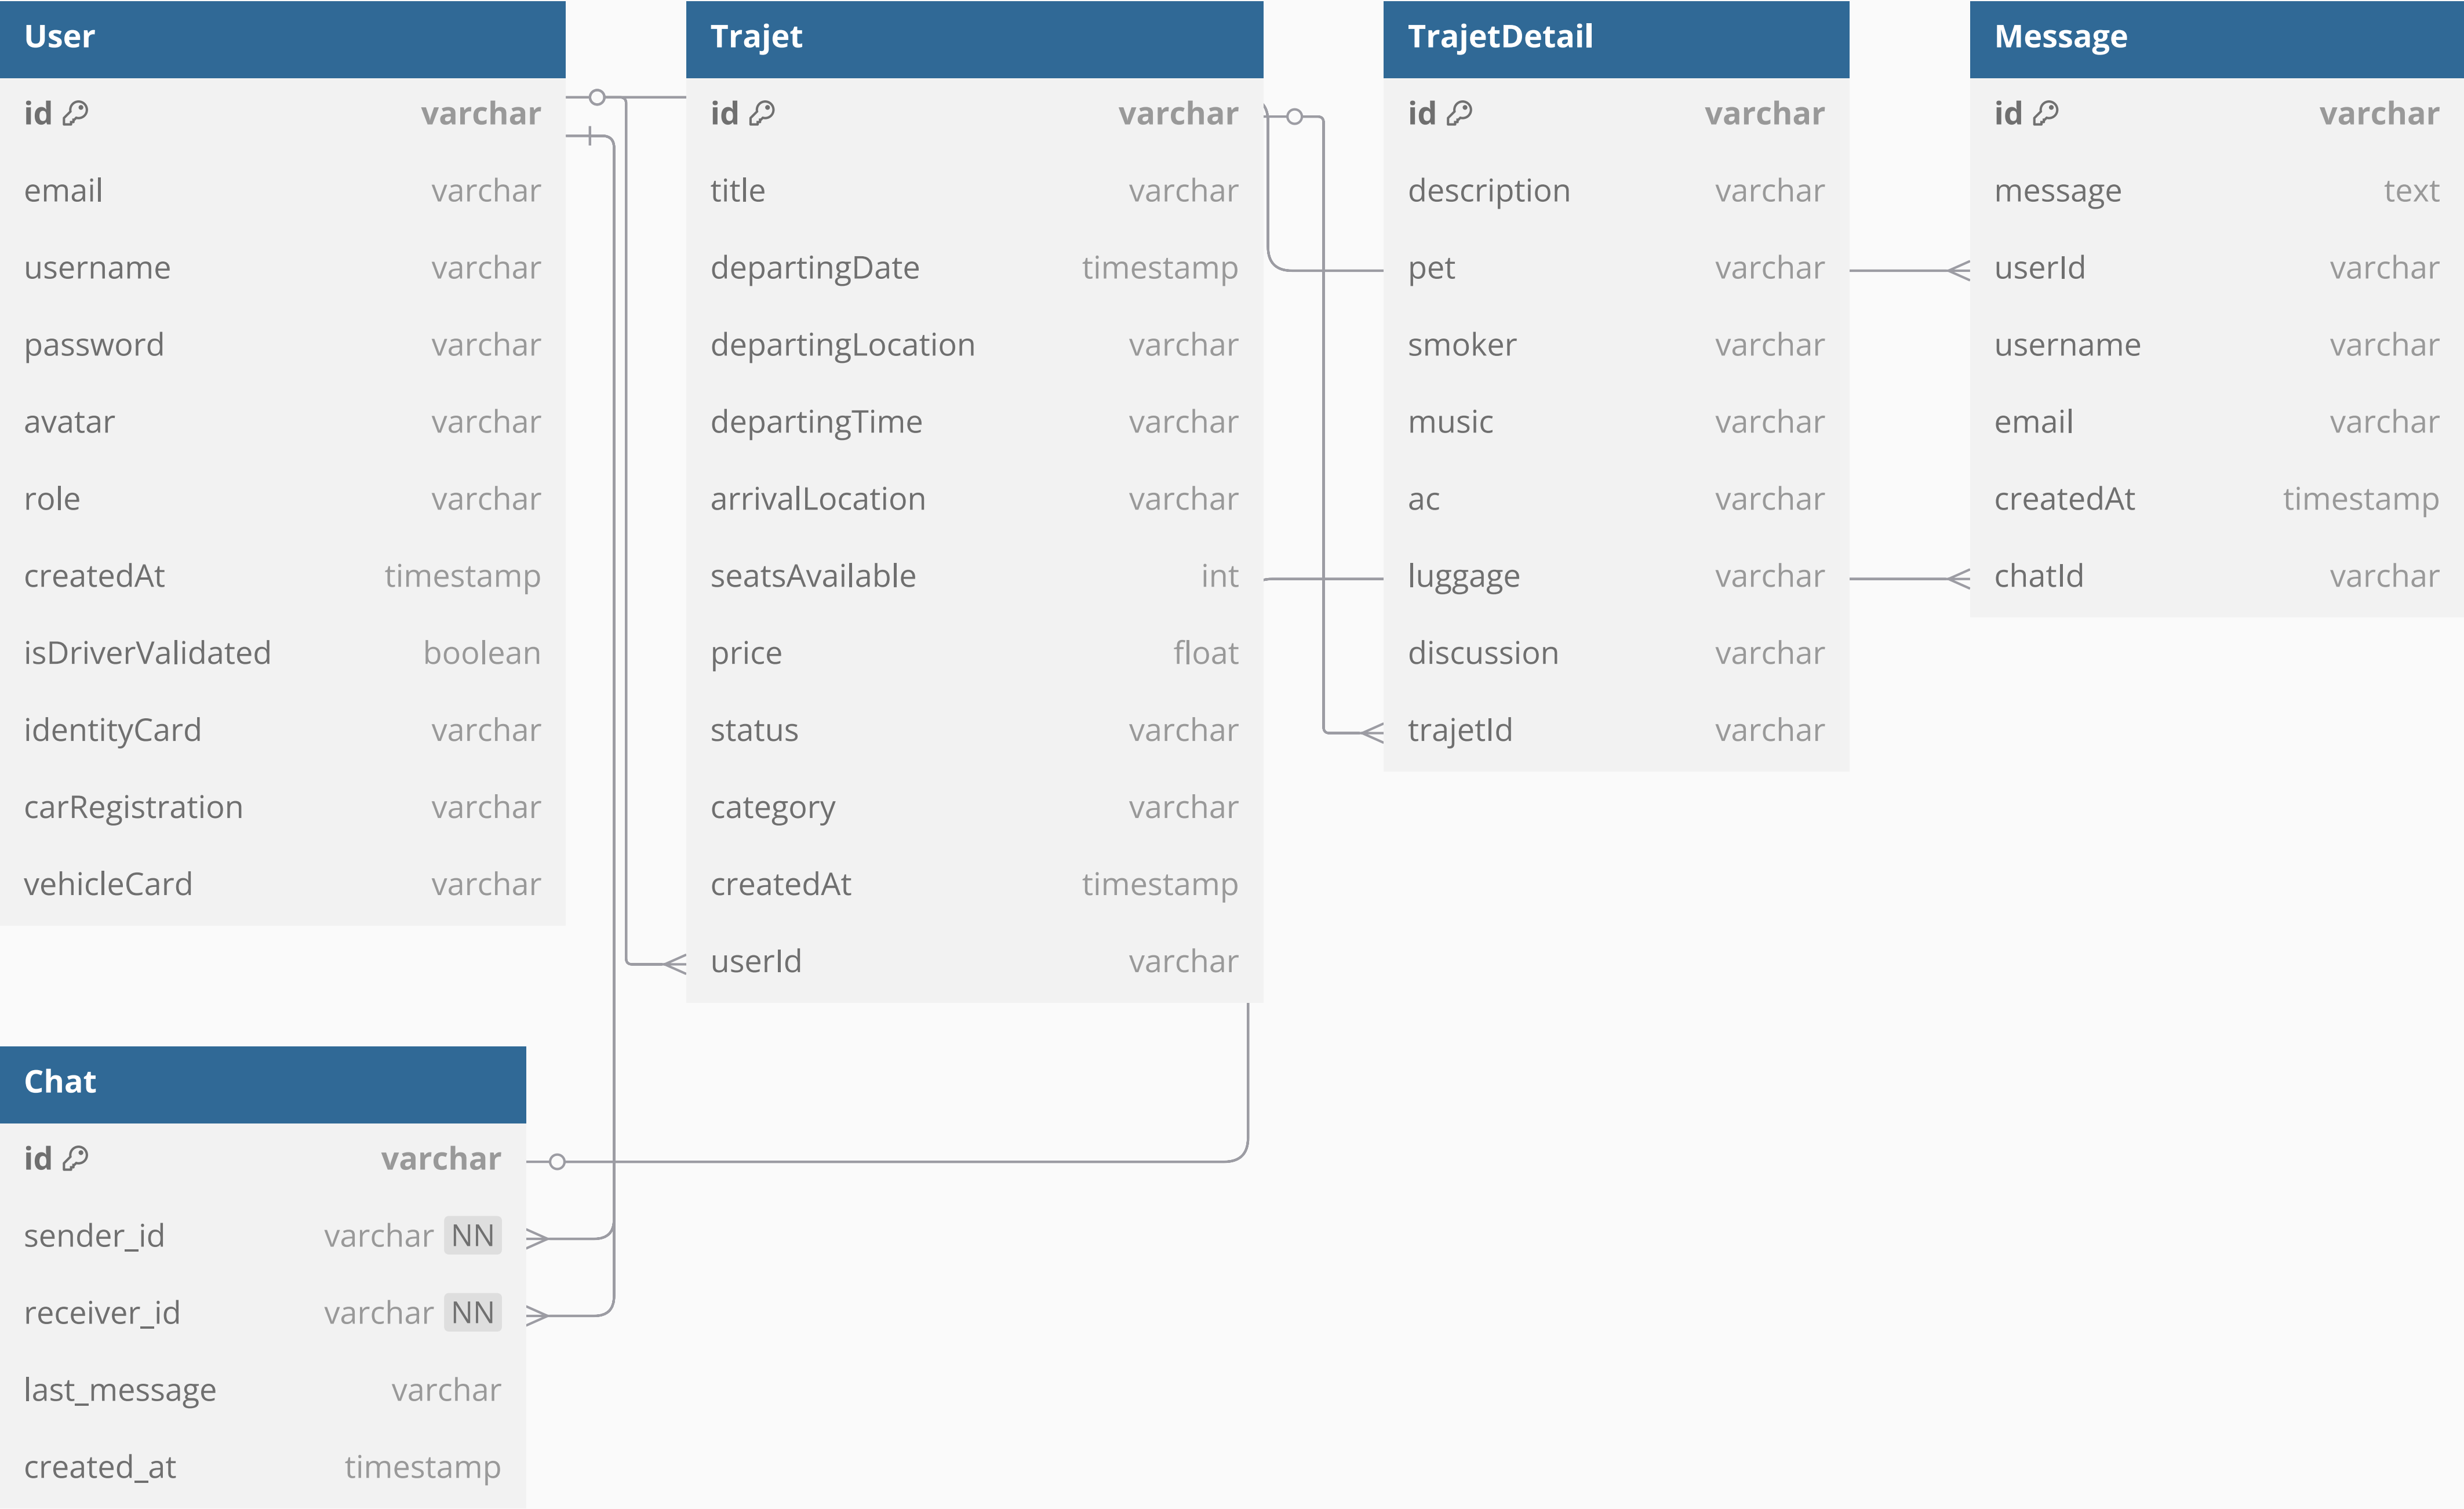 User
id varchar
email varchar
username varchar
password varchar
avatar varchar
role varchar
createdAt timestamp
isDriverValidated boolean
identityCard varchar
carRegistration varchar
vehicleCard varchar
Trajet
id varchar
title varchar
departingDate timestamp
departingLocation varchar
departingTime varchar
arrivalLocation varchar
seatsAvailable int
price float
status varchar
category varchar
createdAt timestamp
userId varchar
TrajetDetail
id varchar
description varchar
pet varchar
smoker varchar
music varchar
ac varchar
luggage varchar
discussion varchar
trajetId varchar
Message
id varchar
message text
userId varchar
username varchar
email varchar
createdAt timestamp
chatId varchar
Chat
id varchar
sender_id varchar NN
receiver_id varchar NN
last_message varchar
created_at timestamp